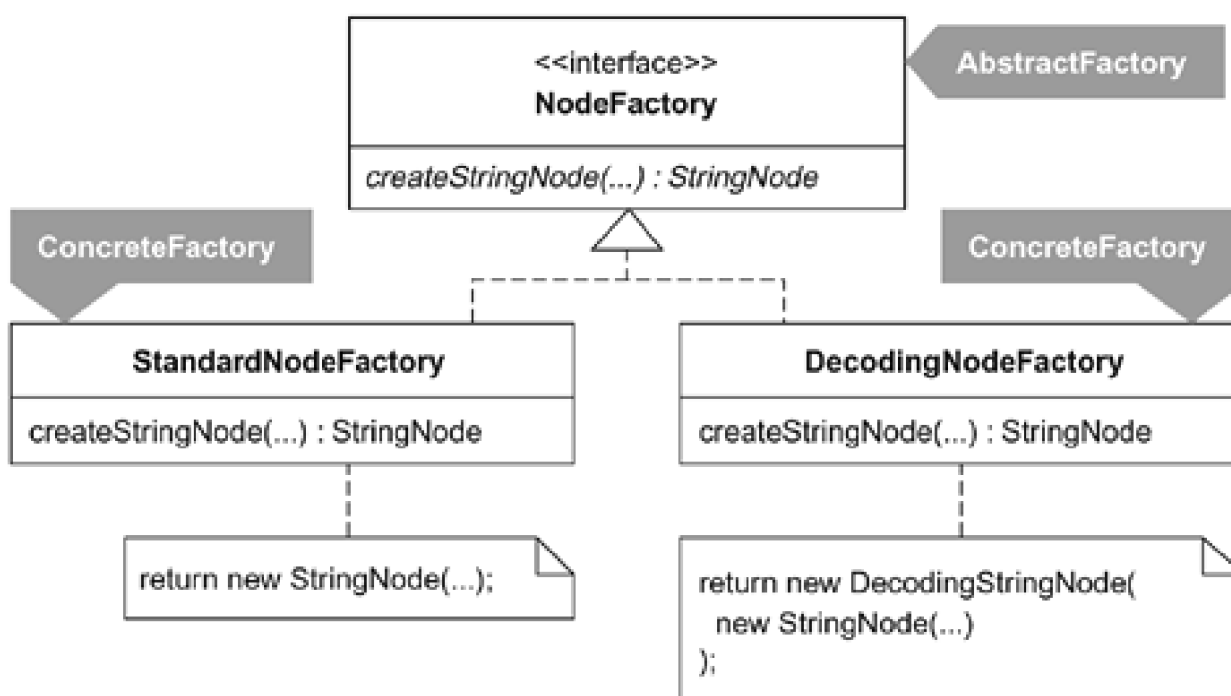 <<interface>>
NodeFactory
AbstractFactory
createStringNode(...) : StringNode
ConcreteFactory
ConcreteFactory
StandardNodeFactory
createStringNode(...) : StringNode
DecodingNodeFactory
createStringNode(...) : StringNode
return new StringNode(...);
return new DecodingStringNode(
new StringNode(...)
);